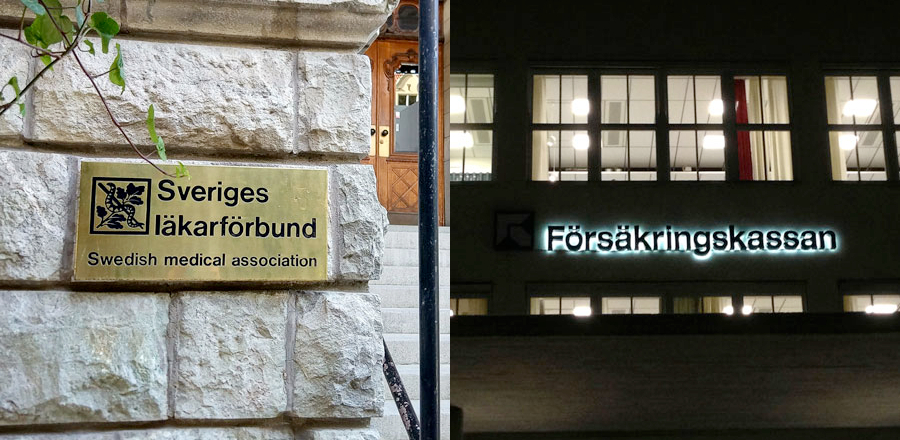 Sveriges
läkarförbund
Swedish medical association
Försäkringskassan